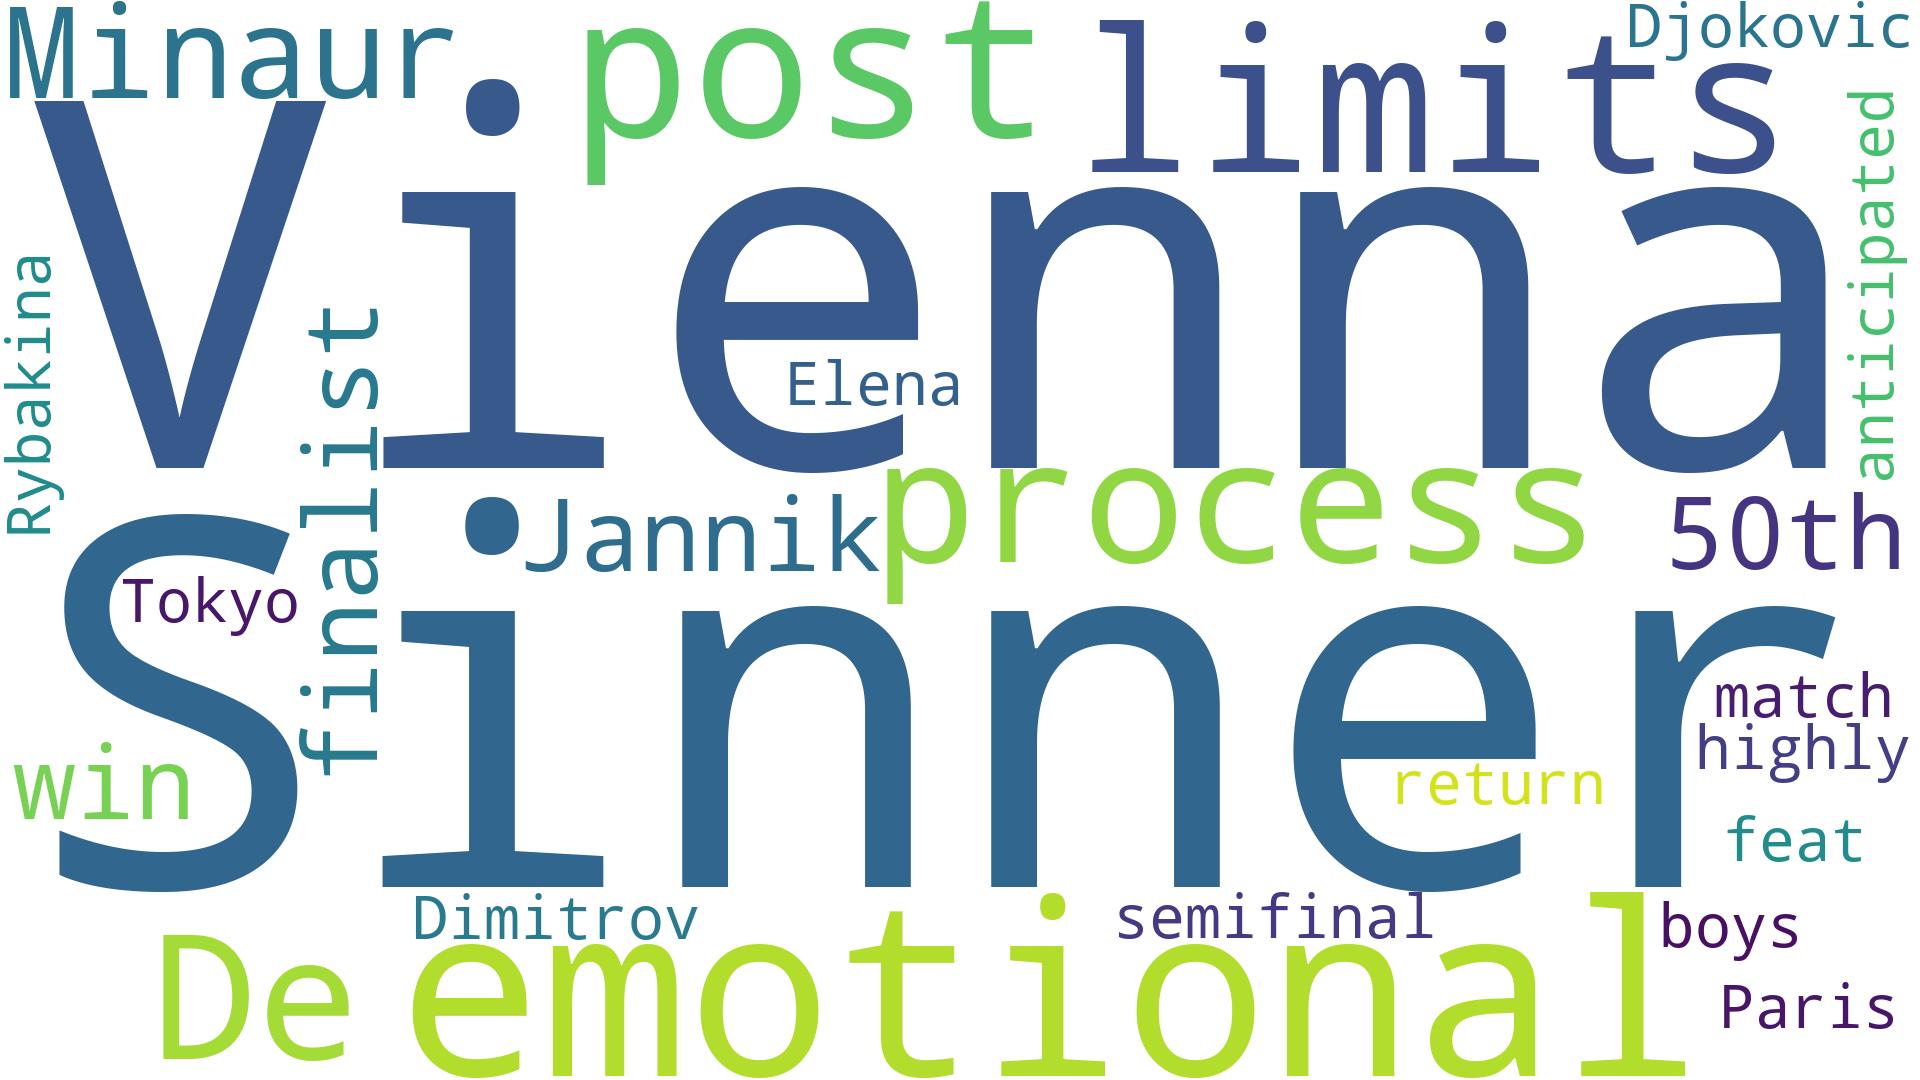 Minaur
post
limits
Djokovic
anticipated
Vienna
Rybakina
finalist
Elena
process
Jannik
50th
Sinner
Tokyo
match
highly
win
return
feat
Dimitrov
semifinal
boys
De
emotional
Paris